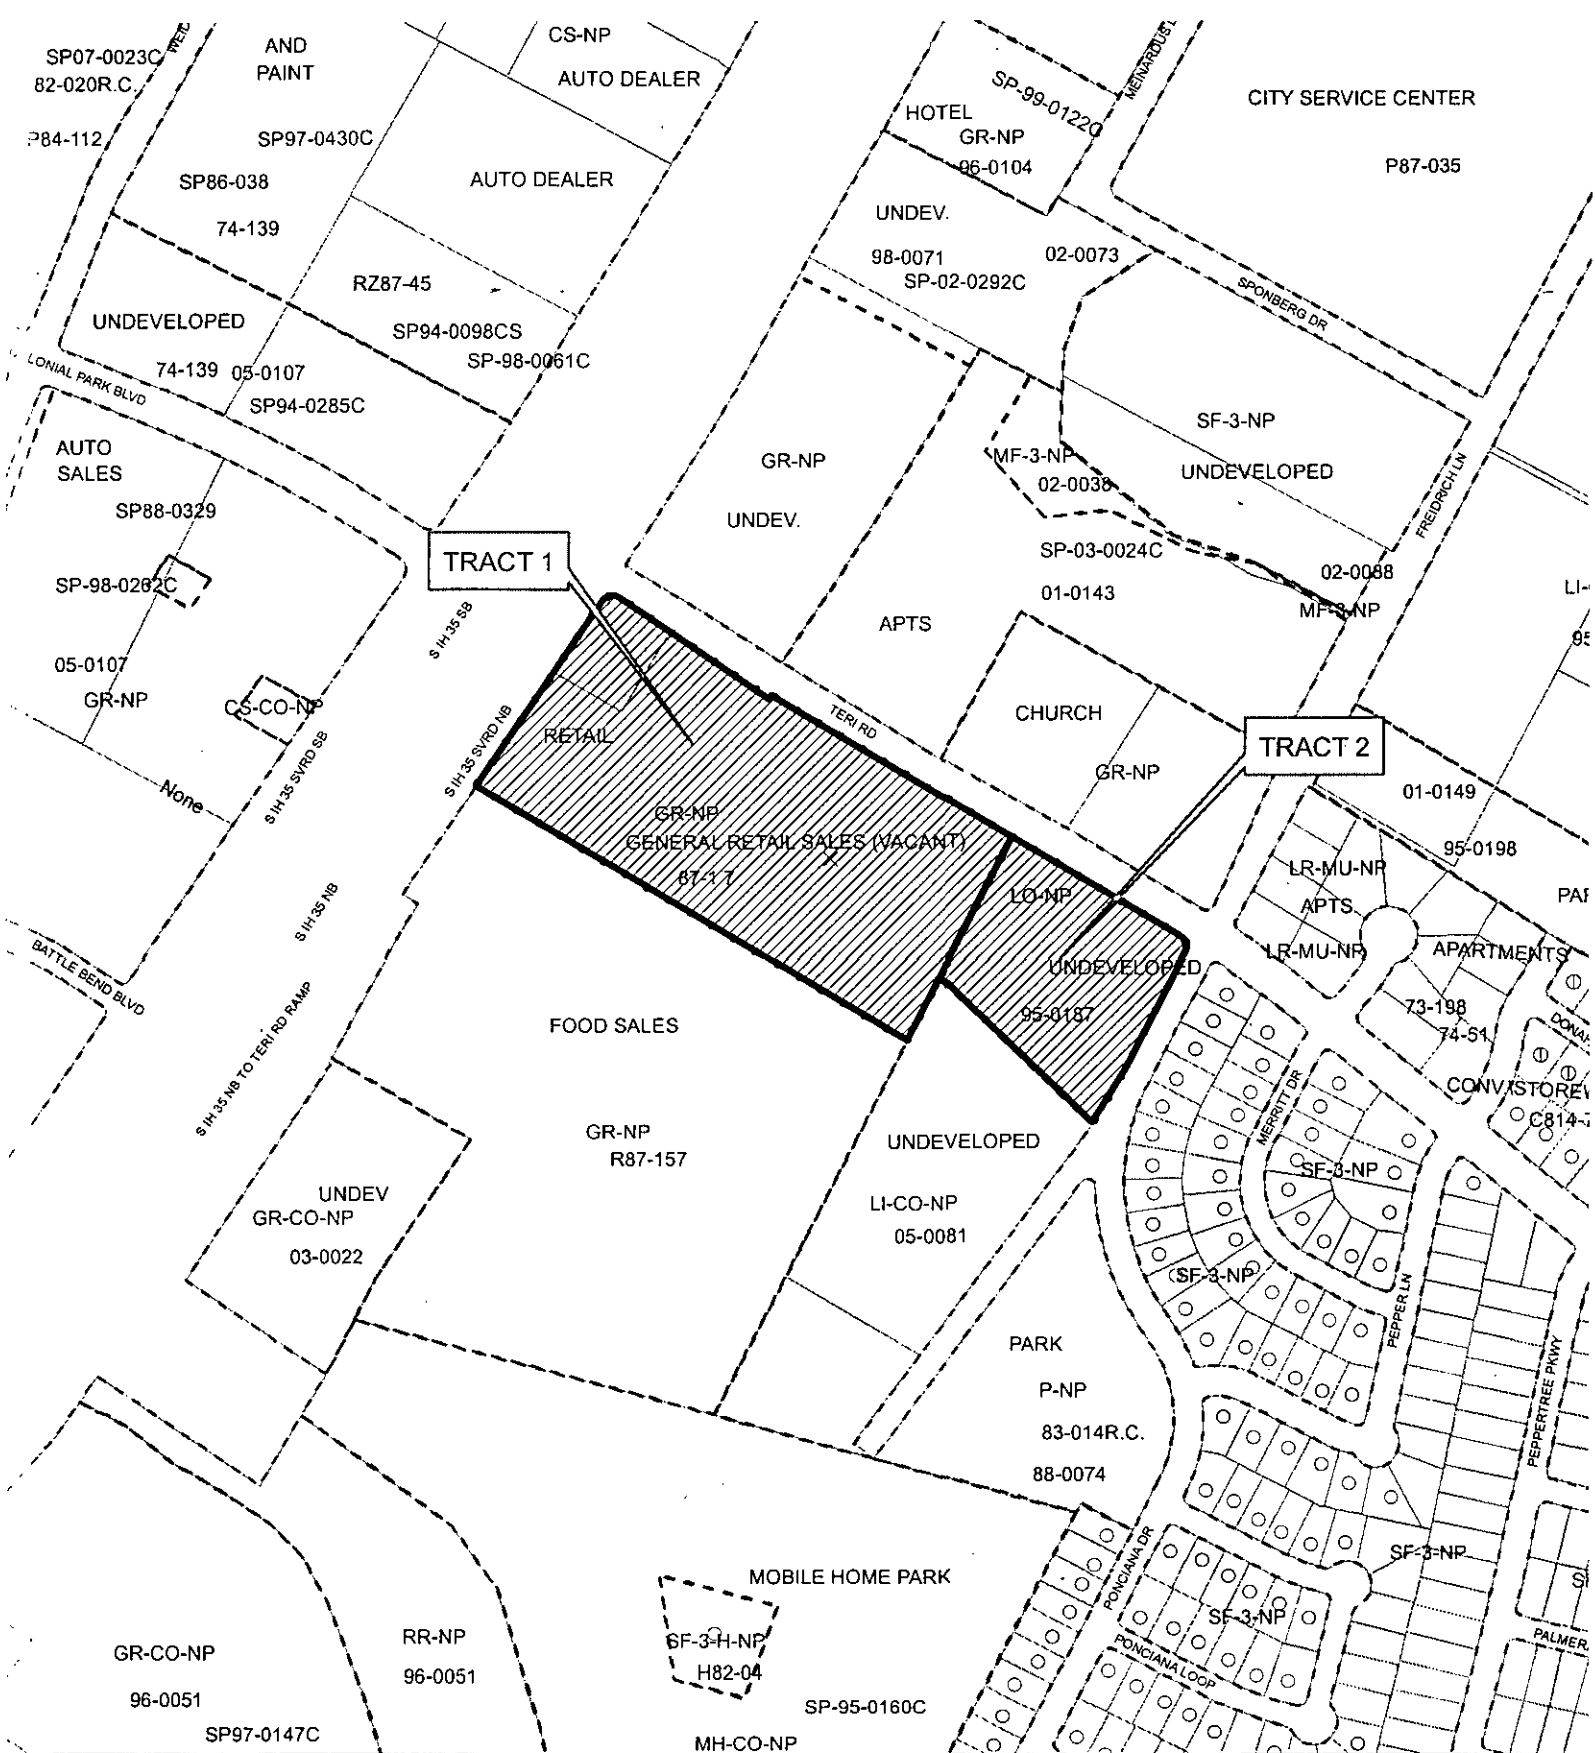 SP07-0023C
82-020R.C.
P84-112
AND
PAINT
CS-NP
AUTO DEALER
SP97-0430C
SP86-038
74-139
AUTO DEALER
HOTEL
SP-99-0122C
GR-NP
96-0104
CITY SERVICE CENTER
P87-035
UNDEV.
98-0071
SP-02-0292C
02-0073
SPONBERG DR
RZ87-45
SP94-0098CS
SP-98-0061C
UNDEVELOPED
74-139
05-0107
SP94-0285C
LONIAL PARK BLVD
AUTO
SALES
SP88-0329
05-0107
GR-NP
CS-CO-NP
None
S IH 35 SVRD SB
S IH 35 SB
TRACT 1
GR-NP
UNDEV.
MF-3-NP
02-0038
SF-3-NP
UNDEVELOPED
FREIDRICH LN
SP-03-0024C
01-0143
02-0088
MF-3-NP
APTS
CHURCH
GR-NP
TERI RD
TRACT 2
S IH 35 SVRD NB
RETAIL
GR-NP
GENERAL RETAIL SALES (VACANT)
LO-NP
UNDEVELOPED
95-0187
01-0149
95-0198
LR-MU-NP
APTS
LR-MU-NP
APARTMENTS
73-198
74-51
S IH 35 NB
BATTLE BEND BLVD
S IH 35 NB TO TERI RD RAMP
FOOD SALES
GR-NP
R87-157
UNDEVELOPED
LI-CO-NP
05-0081
UNDEV
GR-CO-NP
03-0022
MERRITT DR
SF-3-NP
SF-3-NP
PEPPER LN
PEPPERTREE PKWY
PARK
P-NP
83-014R.C.
88-0074
SF-3-NP
PONCIANA DR
SF-3-NP
PONCIANA LOOP
PALMER
MOBILE HOME PARK
SF-3-H-NP
H82-04
SP-95-0160C
MH-CO-NP
RR-NP
96-0051
GR-CO-NP
96-0051
SP97-0147C